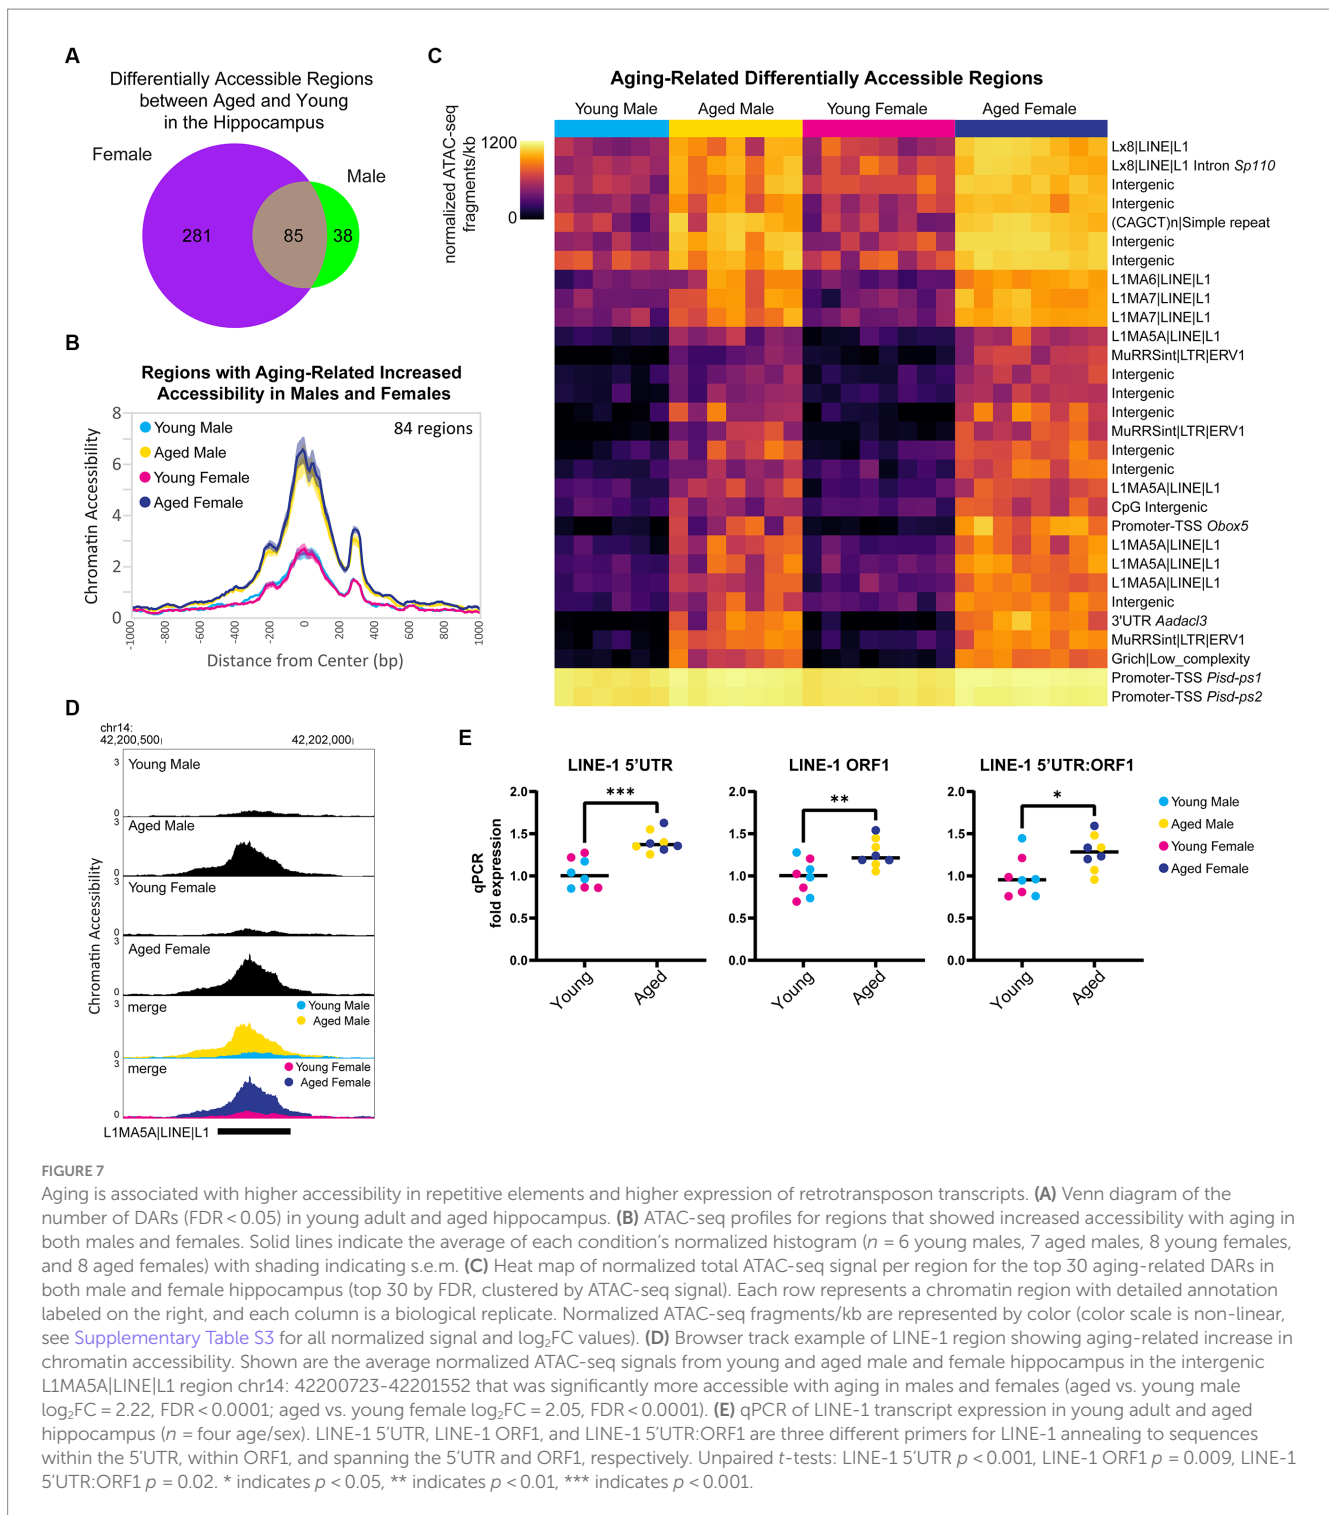 A
Differentially Accessible Regions
between Aged and Young
in the Hippocampus
Female
Male
281
85
38
B
Regions with Aging-Related Increased
Accessibility in Males and Females
8
6
4
2
0
Chromatin Accessibility
Young Male
Aged Male
Young Female
Aged Female
84 regions
-1000
-800
-600
-400
-200
0
200
400
600
800
1000
Distance from Center (bp)
C
Aging-Related Differentially Accessible Regions
normalized ATAC-seq
fragments/kb
1200
0
Young Male
Aged Male
Young Female
Aged Female
Lx8|LINE|L1
Lx8|LINE|L1 Intron Sp110
Intergenic
Intergenic
(CAGCT)n|Simple repeat
Intergenic
Intergenic
L1MA6|LINE|L1
L1MA7|LINE|L1
L1MA7|LINE|L1
L1MA5A|LINE|L1
MuRRSint|LTR|ERV1
Intergenic
Intergenic
Intergenic
MuRRSint|LTR|ERV1
Intergenic
Intergenic
L1MA5A|LINE|L1
CpG Intergenic
Promoter-TSS Obox5
L1MA5A|LINE|L1
L1MA5A|LINE|L1
L1MA5A|LINE|L1
Intergenic
3'UTR Aadacl3
MuRRSint|LTR|ERV1
Grich|Low_complexity
Promoter-TSS Pisd-ps1
Promoter-TSS Pisd-ps2
D
chr14:
42,200,500
42,202,000
Chromatin Accessibility
3
Young Male
0
3
Aged Male
0
3
Young Female
0
3
Aged Female
0
3
merge
Young Male
Aged Male
0
3
merge
Young Female
Aged Female
0
L1MA5A|LINE|L1
E
qPCR
fold expression
LINE-1 5’UTR
2.0
1.5
1.0
0.5
0.0
***
Young
Aged
LINE-1 ORF1
2.0
1.5
1.0
0.5
0.0
**
Young
Aged
LINE-1 5’UTR:ORF1
2.0
1.5
1.0
0.5
0.0
*
Young
Aged
Young Male
Aged Male
Young Female
Aged Female
FIGURE 7
Aging is associated with higher accessibility in repetitive elements and higher expression of retrotransposon transcripts. (A) Venn diagram of the
number of DARs (FDR < 0.05) in young adult and aged hippocampus. (B) ATAC-seq profiles for regions that showed increased accessibility with aging in
both males and females. Solid lines indicate the average of each condition’s normalized histogram (n = 6 young males, 7 aged males, 8 young females,
and 8 aged females) with shading indicating s.e.m. (C) Heat map of normalized total ATAC-seq signal per region for the top 30 aging-related DARs in
both male and female hippocampus (top 30 by FDR, clustered by ATAC-seq signal). Each row represents a chromatin region with detailed annotation
labeled on the right, and each column is a biological replicate. Normalized ATAC-seq fragments/kb are represented by color (color scale is non-linear,
see Supplementary Table S3 for all normalized signal and log₂FC values). (D) Browser track example of LINE-1 region showing aging-related increase in
chromatin accessibility. Shown are the average normalized ATAC-seq signals from young and aged male and female hippocampus in the intergenic
L1MA5A|LINE|L1 region chr14: 42200723-42201552 that was significantly more accessible with aging in males and females (aged vs. young male
log₂FC = 2.22, FDR < 0.0001; aged vs. young female log₂FC = 2.05, FDR < 0.0001). (E) qPCR of LINE-1 transcript expression in young adult and aged
hippocampus (n = four age/sex). LINE-1 5’UTR, LINE-1 ORF1, and LINE-1 5’UTR:ORF1 are three different primers for LINE-1 annealing to sequences
within the 5’UTR, within ORF1, and spanning the 5’UTR and ORF1, respectively. Unpaired t-tests: LINE-1 5’UTR p < 0.001, LINE-1 ORF1 p = 0.009, LINE-1
5’UTR:ORF1 p = 0.02. * indicates p < 0.05, ** indicates p < 0.01, *** indicates p < 0.001.